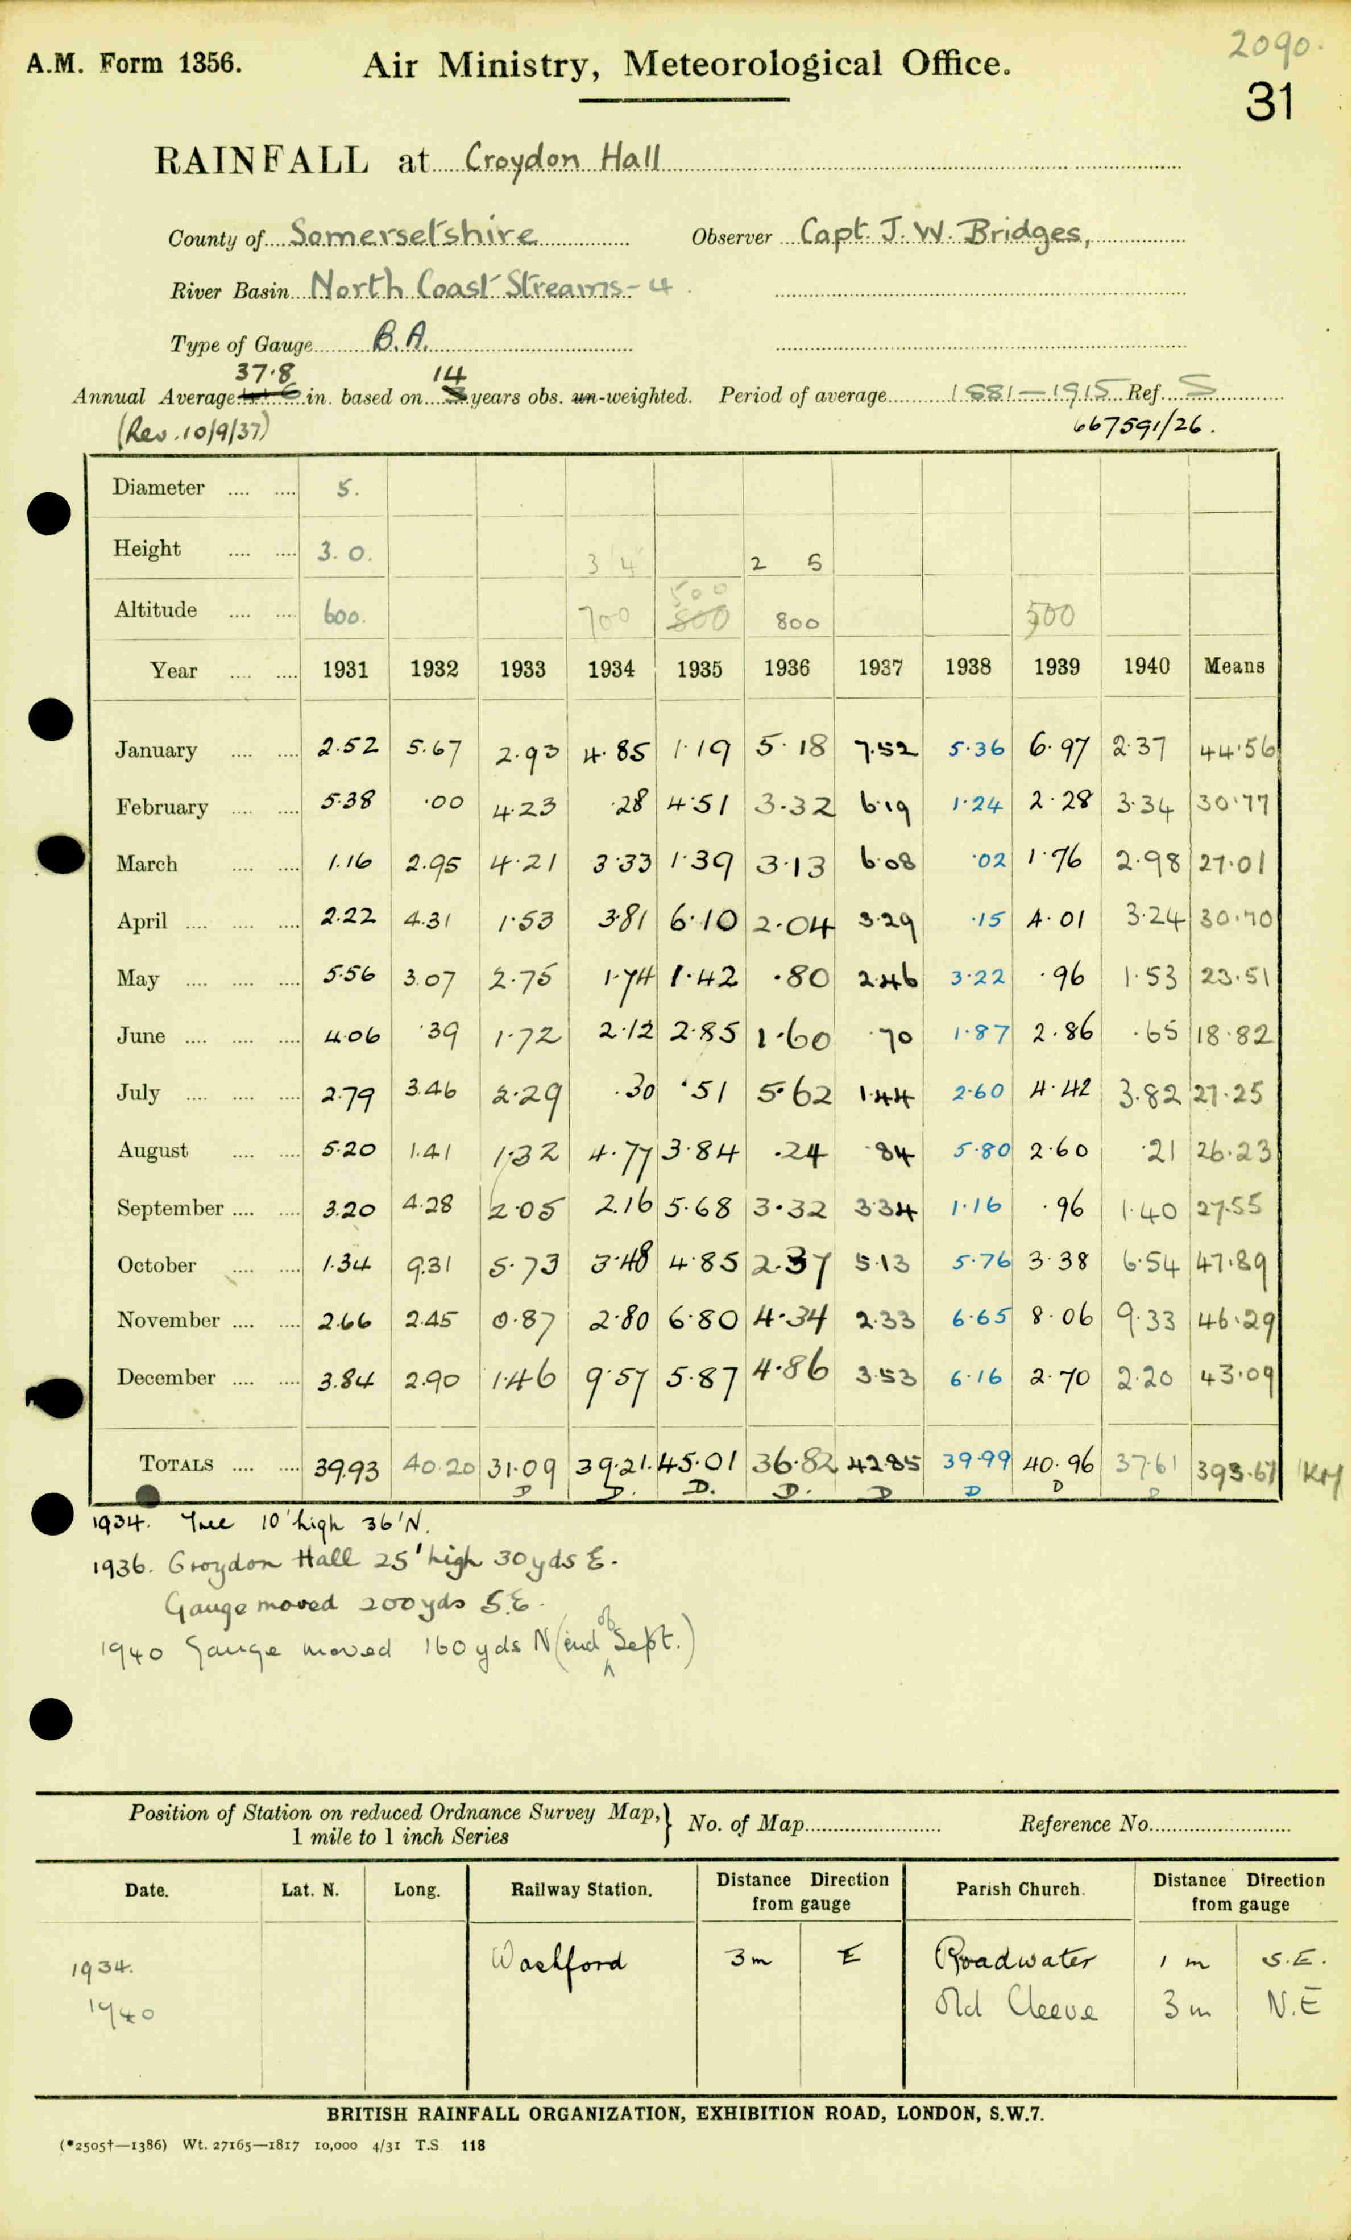 2090.
A.M. Form 1356. Air Ministry, Meteorological Office.
31
RAINFALL at Croydon Hall
County of Somersetshire Observer Capt. J. W. Bridges,
River Basin North Coast Streams - 4.
Type of Gauge B.A.
37.8 14
Annual Average in. based on years obs. un-weighted. Period of average 1881-1915 Ref. S
(Rev. 10/9/37) 667591/26.
Diameter .... .... 5.
Height .... .... 3. 0. 3 4 2 5
500
Altitude .... .... 600. 700 800 800 500
Year .... .... 1931 1932 1933 1934 1935 1936 1937 1938 1939 1940 Means
January .... .... 2.52 5.67 2.93 4.85 1.19 5.18 7.52 5.36 6.97 2.37 44.56
February .... .... 5.38 .00 4.23 .28 4.51 3.32 6.19 1.24 2.28 3.34 30.77
March .... .... 1.16 2.95 4.21 3.33 1.39 3.13 6.08 .02 1.76 2.98 27.01
April .... .... .... 2.22 4.31 1.53 3.81 6.10 2.04 3.29 .15 4.01 3.24 30.70
May .... .... .... 5.56 3.07 2.75 1.74 1.42 .80 2.46 3.22 .96 1.53 23.51
June .... .... .... 4.06 .39 1.72 2.12 2.85 1.60 .70 1.87 2.86 .65 18.82
July .... .... .... 2.79 3.46 2.29 .30 .51 5.62 1.44 2.60 4.42 3.82 27.25
August .... .... 5.20 1.41 1.32 4.77 3.84 .24 .84 5.80 2.60 .21 26.23
September .... .... 3.20 4.28 2.05 2.16 5.68 3.32 3.34 1.16 .96 1.40 27.55
October .... .... 1.34 9.31 5.73 3.48 4.85 2.37 5.13 5.76 3.38 6.54 47.89
November .... .... 2.66 2.45 0.87 2.80 6.80 4.34 2.33 6.65 8.06 9.33 46.29
December .... .... 3.84 2.90 1.46 9.57 5.87 4.86 3.53 6.16 2.70 2.20 43.09
TOTALS .... .... 39.93 40.20 31.09 39.21. 45.01 36.82 42.85 39.99 40.96 37.61 393.67
D D. D. D. D D D D
1934. Tree 10' high 36' N.
1936. Croydon Hall 25' high 30 yds E.
Gauge moved 200 yds S.E.
1940 Gauge moved 160 yds N (end of Sept.)
Position of Station on reduced Ordnance Survey Map, } No. of Map Reference No.
1 mile to 1 inch Series
Date. Lat. N. Long. Railway Station. Distance Direction from gauge Parish Church. Distance Direction from gauge
1934. Washford 3m E Roadwater 1 m S.E.
1940 Old Cleeve 3 m N.E
BRITISH RAINFALL ORGANIZATION, EXHIBITION ROAD, LONDON, S.W.7.
(*2505†—1386) Wt. 27165—1817 10,000 4/31 T.S. 118